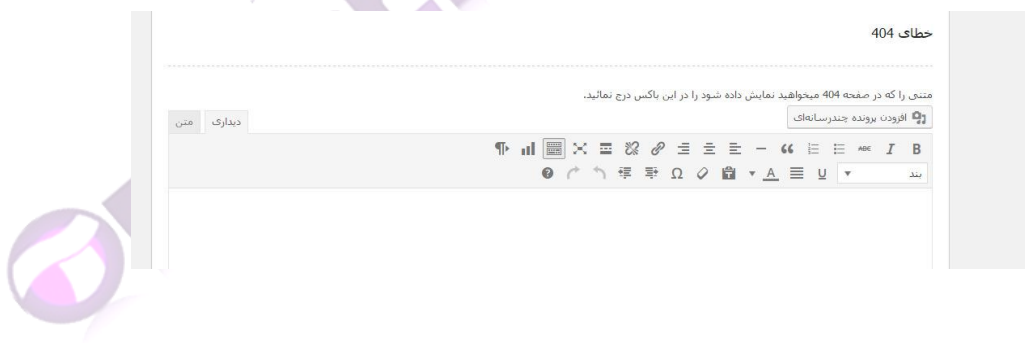 خطای 404
متنی را که در صفحه 404 میخواهید نمایش داده شود را در این باکس درج نمائید.
افزودن پرونده چندرسانه‌ای
دیداری متن
B I ABC
بند U A Ω